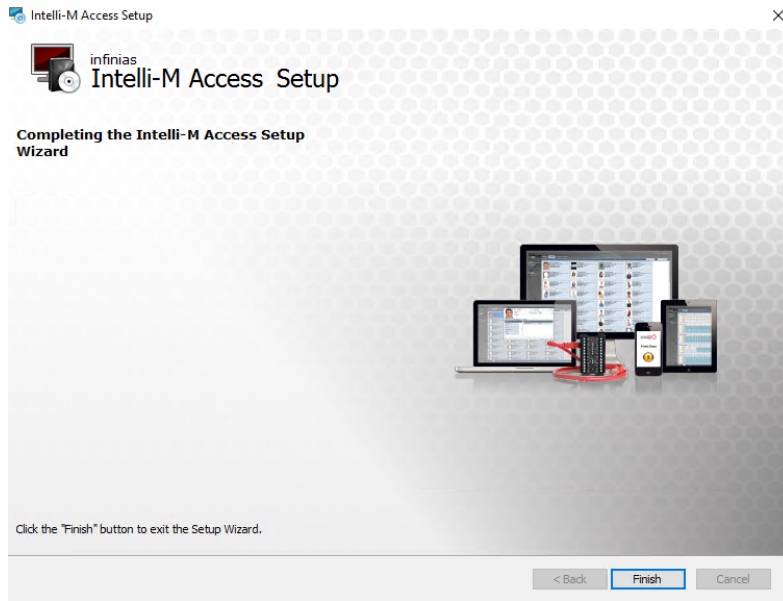 Intelli-M Access Setup
infinias
Intelli-M Access Setup
Completing the Intelli-M Access Setup
Wizard
Click the "Finish" button to exit the Setup Wizard.
< Back
Finish
Cancel